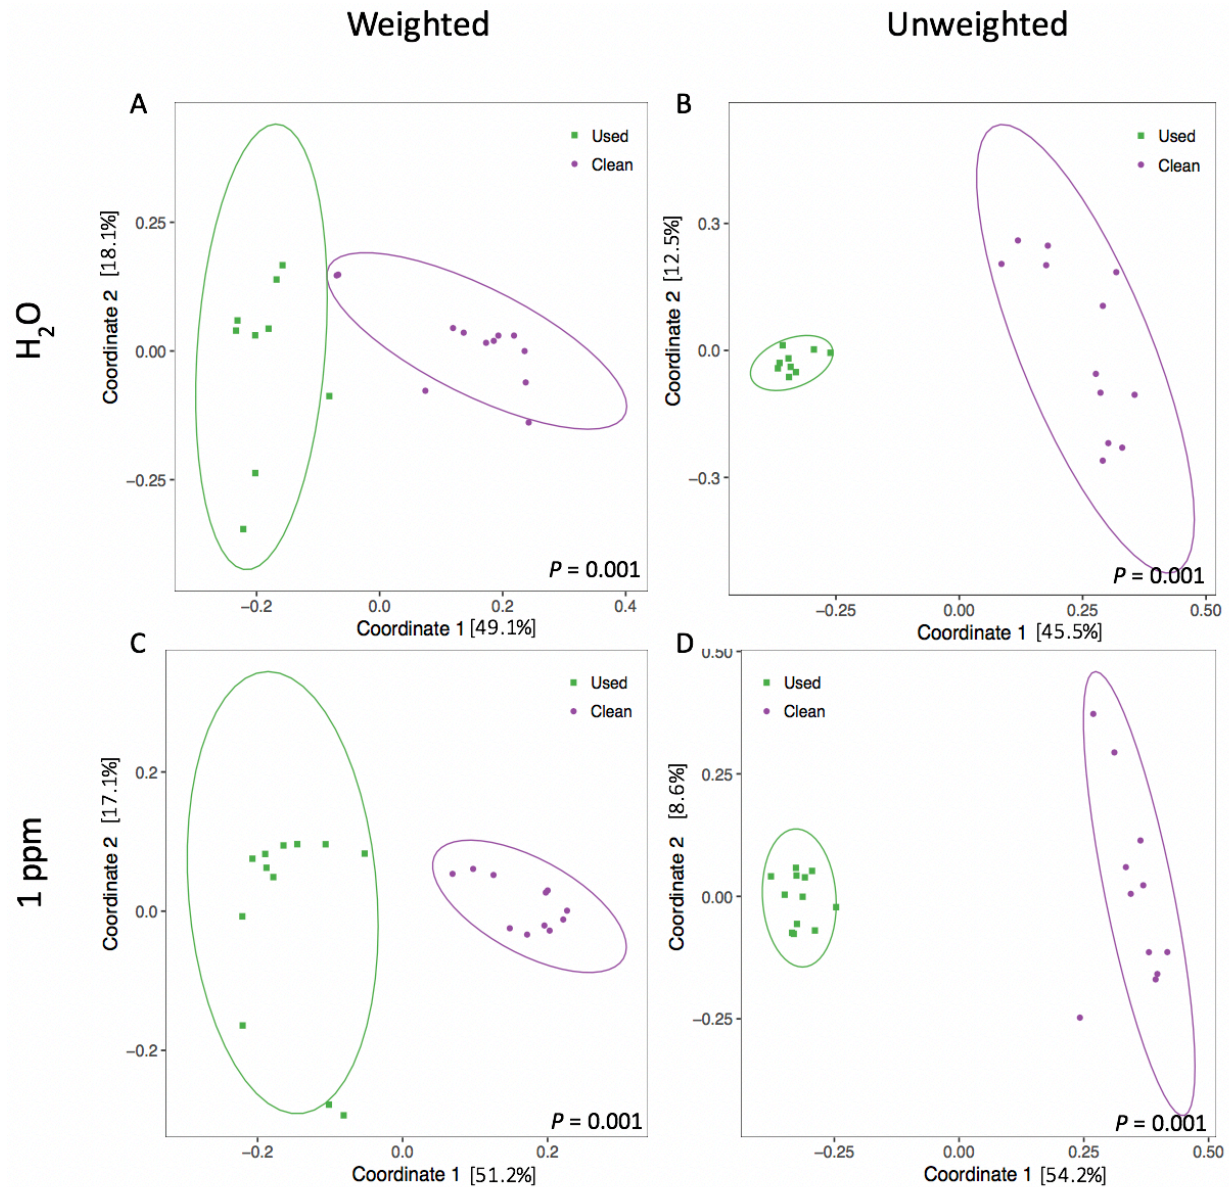 Weighted
Unweighted
H₂O
1 ppm
A
Used
Clean
0.25
0.00
−0.25
Coordinate 2 [18.1%]
P = 0.001
−0.2
0.0
0.2
0.4
Coordinate 1 [49.1%]
B
Used
Clean
0.3
0.0
−0.3
Coordinate 2 [12.5%]
P = 0.001
−0.25
0.00
0.25
0.50
Coordinate 1 [45.5%]
C
Used
Clean
0.2
0.0
−0.2
Coordinate 2 [17.1%]
P = 0.001
−0.2
0.0
0.2
Coordinate 1 [51.2%]
D
Used
Clean
0.50
0.25
0.00
−0.25
Coordinate 2 [8.6%]
P = 0.001
−0.25
0.00
0.25
0.50
Coordinate 1 [54.2%]